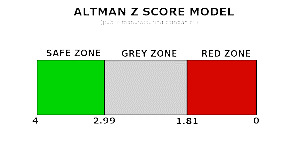 ALTMAN Z SCORE MODEL
SAFE ZONE GREY ZONE RED ZONE
4 2.99 1.81 0